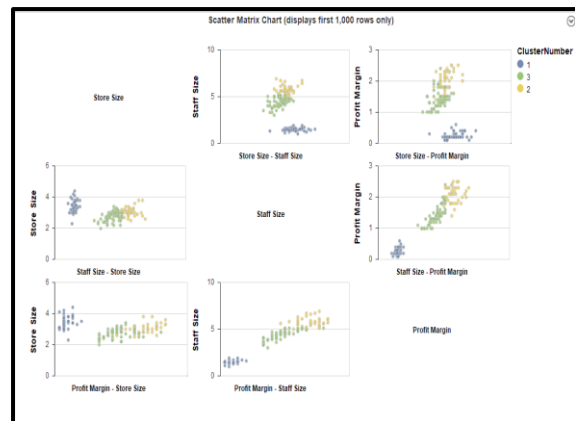 Scatter Matrix Chart (displays first 1,000 rows only)
ClusterNumber
1
3
2
Store Size
Staff Size
10
5
0
Store Size - Staff Size
Profit Margin
3
2
1
0
Store Size - Profit Margin
Store Size
6
4
2
0
Staff Size - Store Size
Staff Size
Profit Margin
3
2
1
0
Staff Size - Profit Margin
Store Size
6
4
2
0
Profit Margin - Store Size
Staff Size
10
5
0
Profit Margin - Staff Size
Profit Margin